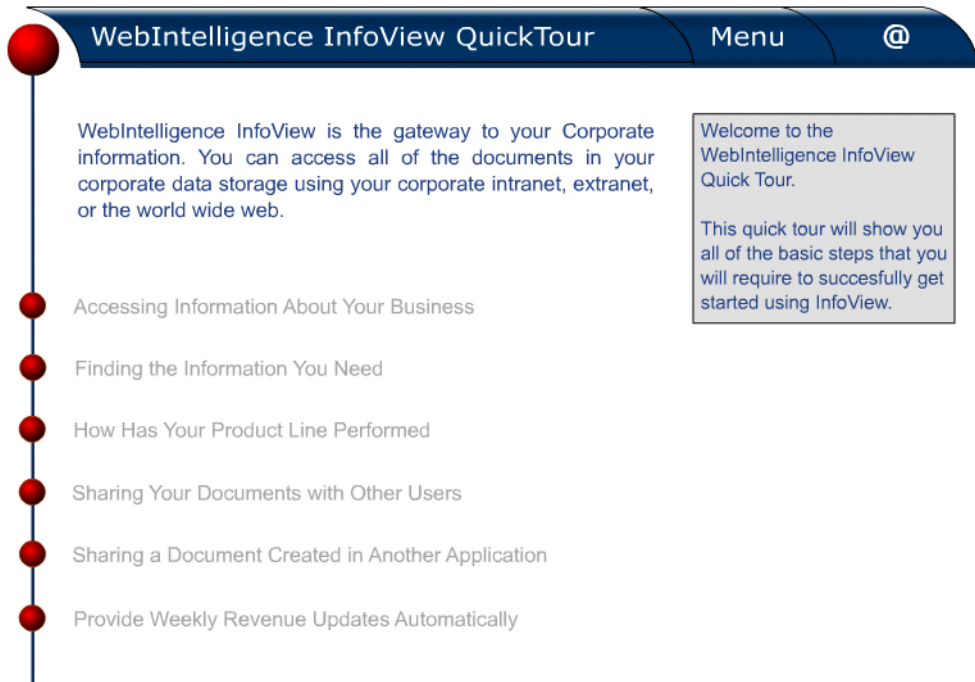 WebIntelligence InfoView QuickTour Menu @
WebIntelligence InfoView is the gateway to your Corporate
information. You can access all of the documents in your
corporate data storage using your corporate intranet, extranet,
or the world wide web.
Welcome to the
WebIntelligence InfoView
Quick Tour.
This quick tour will show you
all of the basic steps that you
will require to succesfully get
started using InfoView.
Accessing Information About Your Business
Finding the Information You Need
How Has Your Product Line Performed
Sharing Your Documents with Other Users
Sharing a Document Created in Another Application
Provide Weekly Revenue Updates Automatically